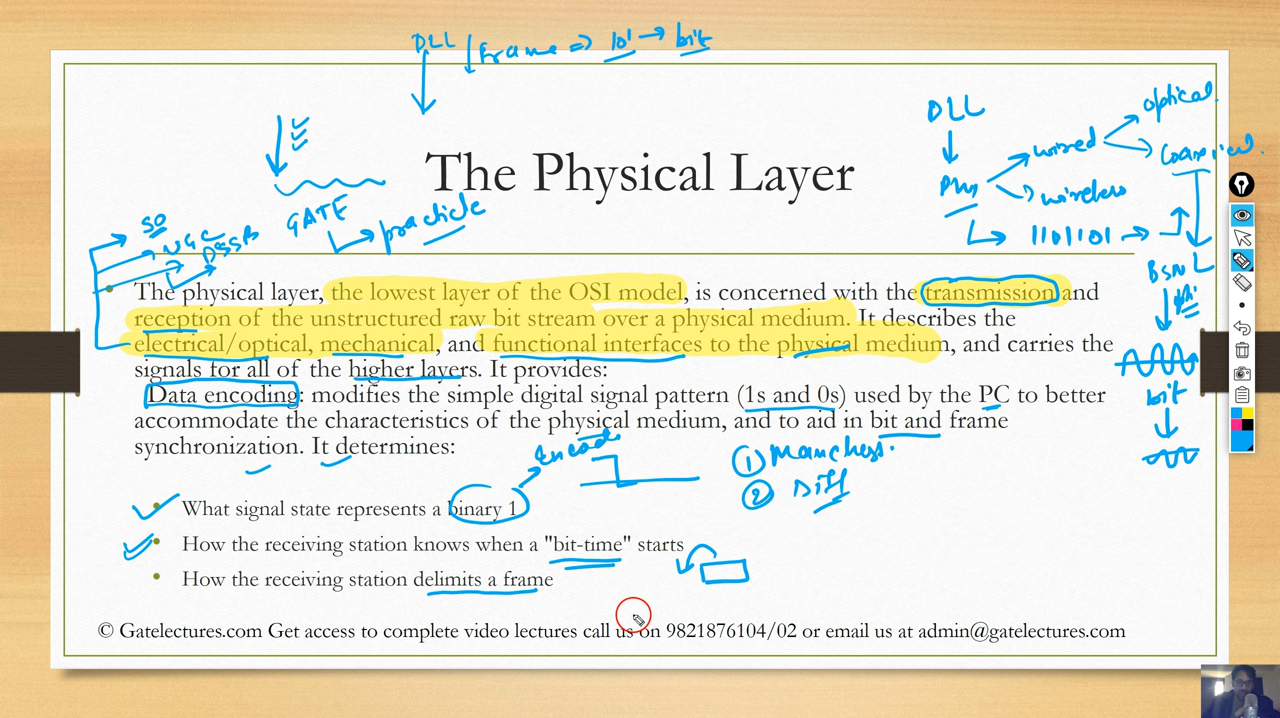 DLL frame => 101 → bit
DLL
optical.
wired
Phy
wireless
1101101 →
BSNL
bit
The Physical Layer
GATE
practicle
SO
UGC
DSSB
• The physical layer, the lowest layer of the OSI model, is concerned with the transmission and
reception of the unstructured raw bit stream over a physical medium. It describes the
electrical/optical, mechanical, and functional interfaces to the physical medium, and carries the
signals for all of the higher layers. It provides:
Data encoding: modifies the simple digital signal pattern (1s and 0s) used by the PC to better
accommodate the characteristics of the physical medium, and to aid in bit and frame
synchronization. It determines:
Encode
① Manchest.
② Diff
• What signal state represents a binary 1
• How the receiving station knows when a "bit-time" starts
• How the receiving station delimits a frame
© Gatelectures.com Get access to complete video lectures call us on 9821876104/02 or email us at admin@gatelectures.com